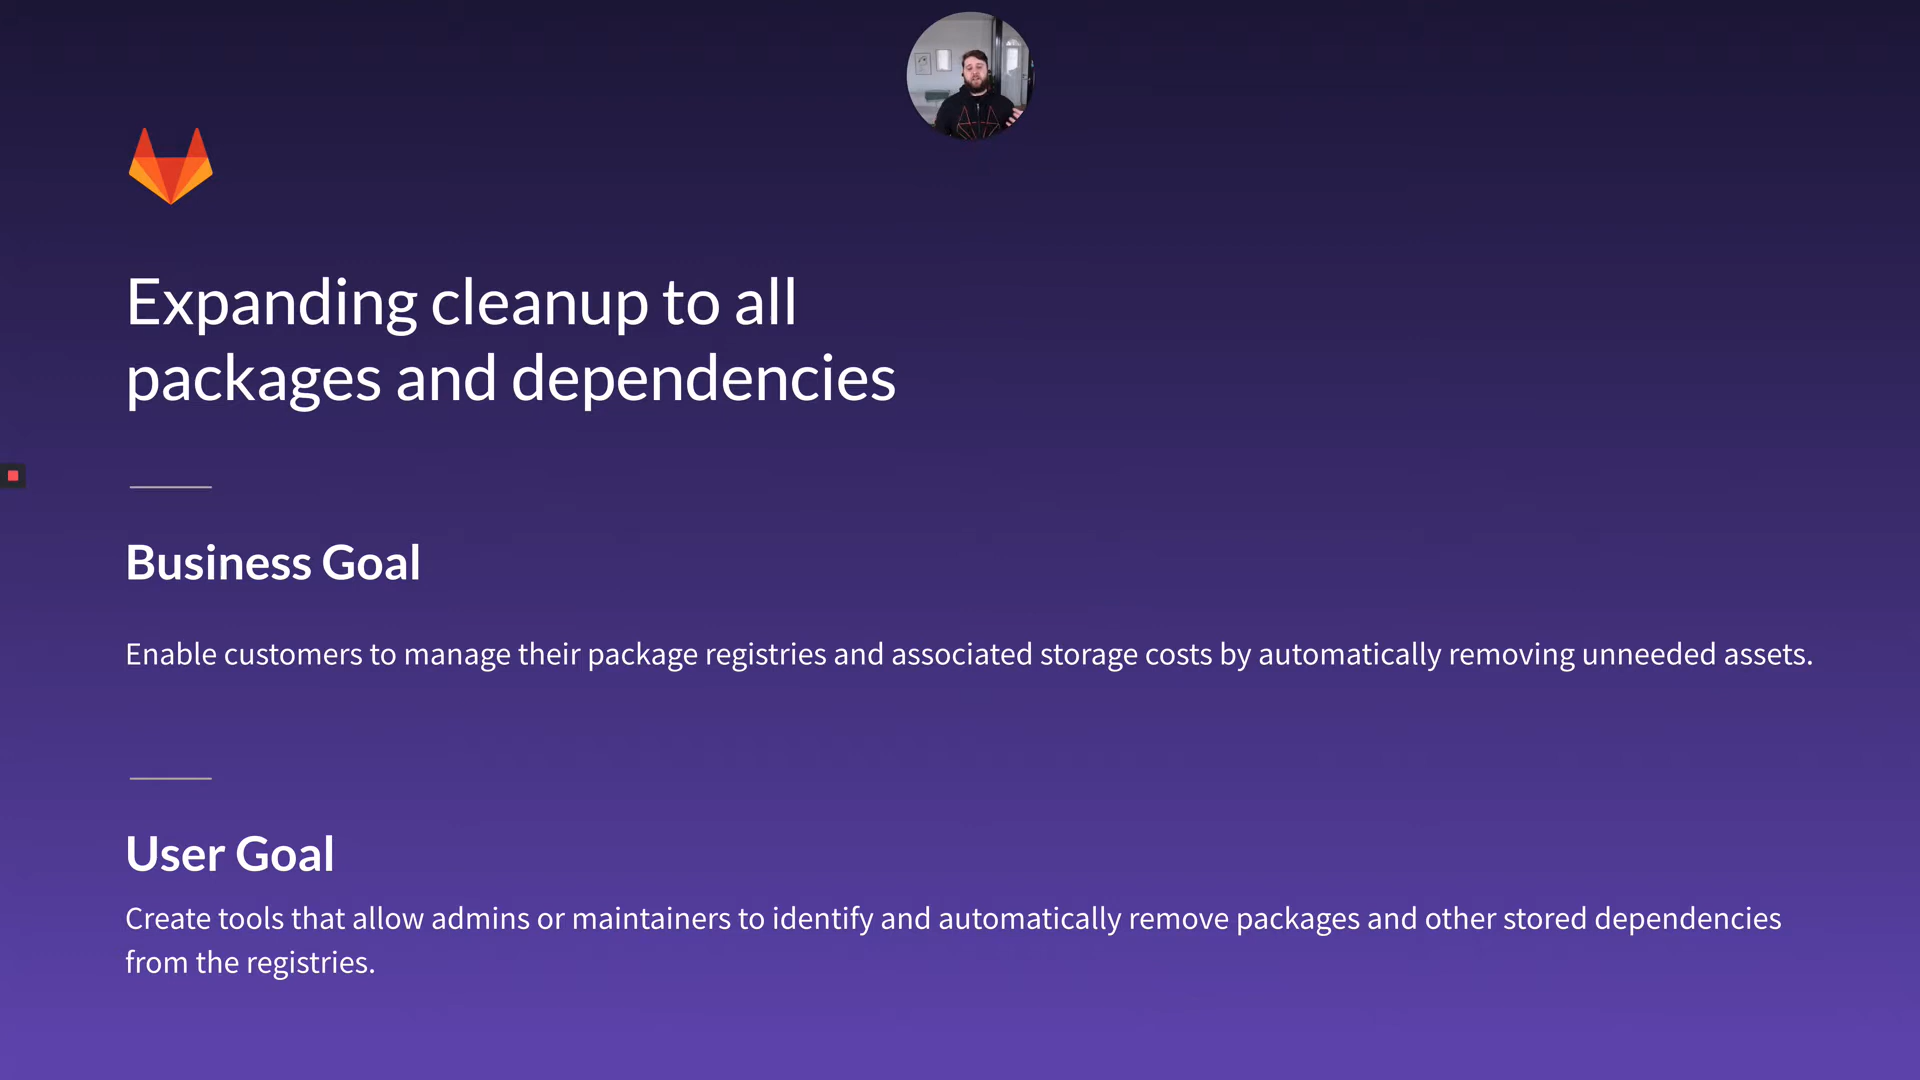 Expanding cleanup to all
packages and dependencies
Business Goal
Enable customers to manage their package registries and associated storage costs by automatically removing unneeded assets.
User Goal
Create tools that allow admins or maintainers to identify and automatically remove packages and other stored dependencies
from the registries.